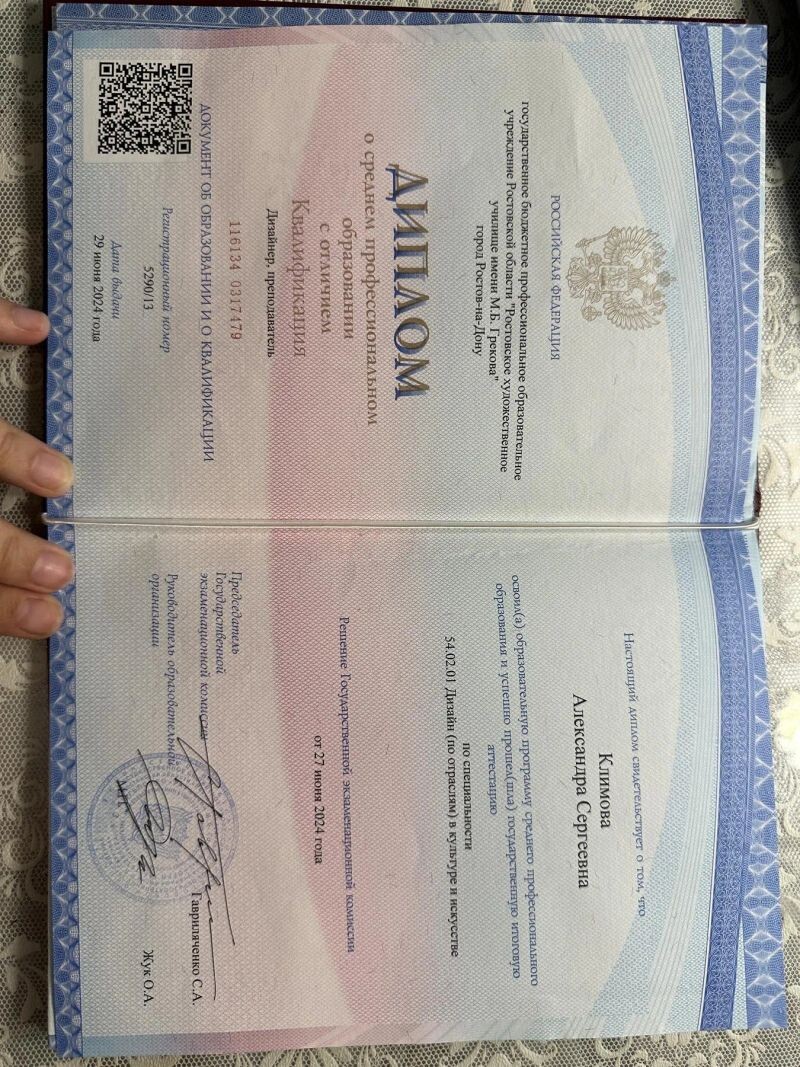 РОССИЙСКАЯ ФЕДЕРАЦИЯ
государственное бюджетное профессиональное образовательное
учреждение Ростовской области "Ростовское художественное
училище имени М.Б. Грекова"
город Ростов-на-Дону
ДИПЛОМ
о среднем профессиональном
образовании
с отличием
Квалификация
Дизайнер, преподаватель
116134 0317479
ДОКУМЕНТ ОБ ОБРАЗОВАНИИ И О КВАЛИФИКАЦИИ
Регистрационный номер
5290/13
Дата выдачи
29 июня 2024 года
Настоящий диплом свидетельствует о том, что
Климова
Александра Сергеевна
освоил(а) образовательную программу среднего профессионального
образования и успешно прошел(шла) государственную итоговую
аттестацию
по специальности
54.02.01 Дизайн (по отраслям) в культуре и искусстве
Решение Государственной экзаменационной комиссии
от 27 июня 2024 года
Председатель
Государственной
экзаменационной комиссии
Гавриляченко С.А.
Руководитель образовательной
организации
Жук О.А.